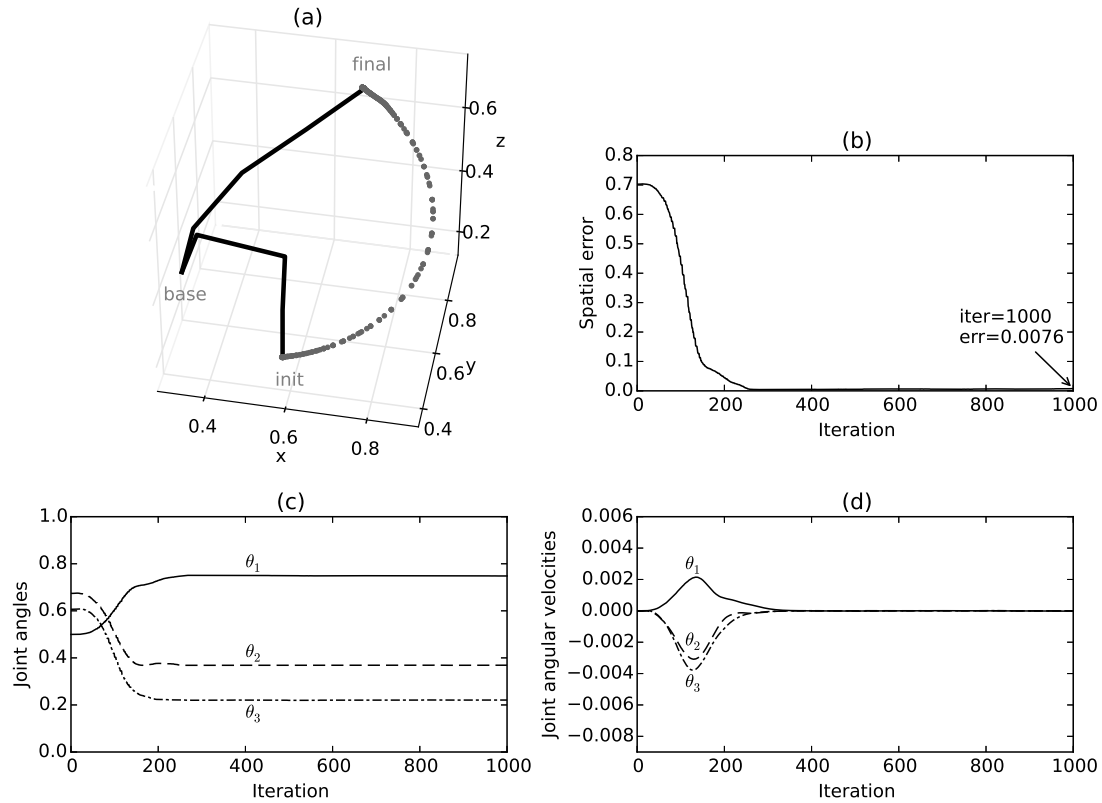 (a)
final
0.6
z
0.4
0.2
base
0.8
0.6
y
init
0.4
0.4
0.6
0.8
x
(b)
0.8
0.7
0.6
0.5
0.4
0.3
0.2
0.1
0.0
Spatial error
iter=1000
err=0.0076
0
200
400
600
800
1000
Iteration
(c)
1.0
0.8
0.6
0.4
0.2
0.0
Joint angles
θ1
θ2
θ3
0
200
400
600
800
1000
Iteration
(d)
0.006
0.004
0.002
0.000
−0.002
−0.004
−0.006
−0.008
Joint angular velocities
θ1
θ2
θ3
0
200
400
600
800
1000
Iteration